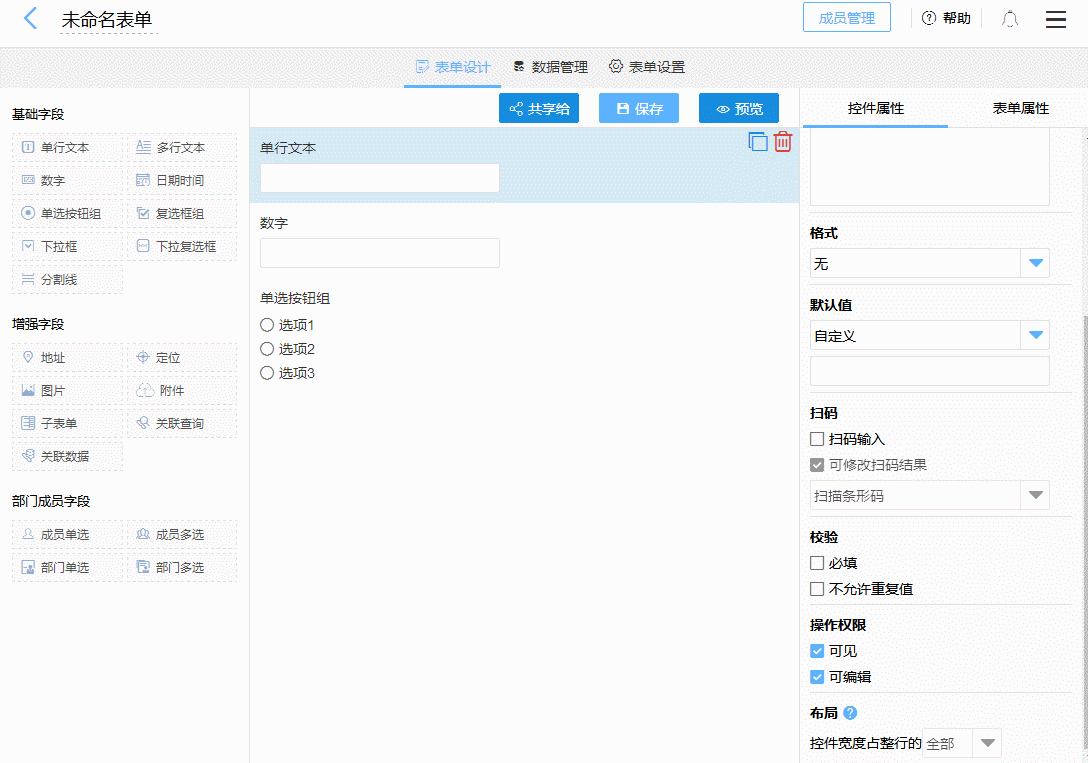 未命名表单
成员管理
帮助
表单设计 数据管理 表单设置
基础字段
单行文本 多行文本
数字 日期时间
单选按钮组 复选框组
下拉框 下拉复选框
分割线
增强字段
地址 定位
图片 附件
子表单 关联查询
关联数据
部门成员字段
成员单选 成员多选
部门单选 部门多选
共享给 保存 预览
单行文本
数字
单选按钮组
选项1
选项2
选项3
控件属性 表单属性
格式
无
默认值
自定义
扫码
扫码输入
可修改扫码结果
扫描条形码
校验
必填
不允许重复值
操作权限
可见
可编辑
布局
控件宽度占整行的 全部